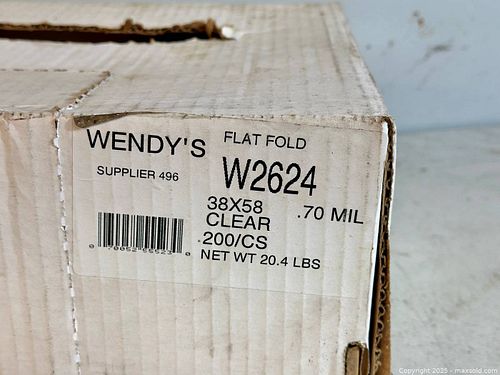 WENDY'S
SUPPLIER 496
FLAT FOLD
W2624
38X58 .70 MIL
CLEAR
200/CS
NET WT 20.4 LBS
Copyright 2025 - maxsold.com